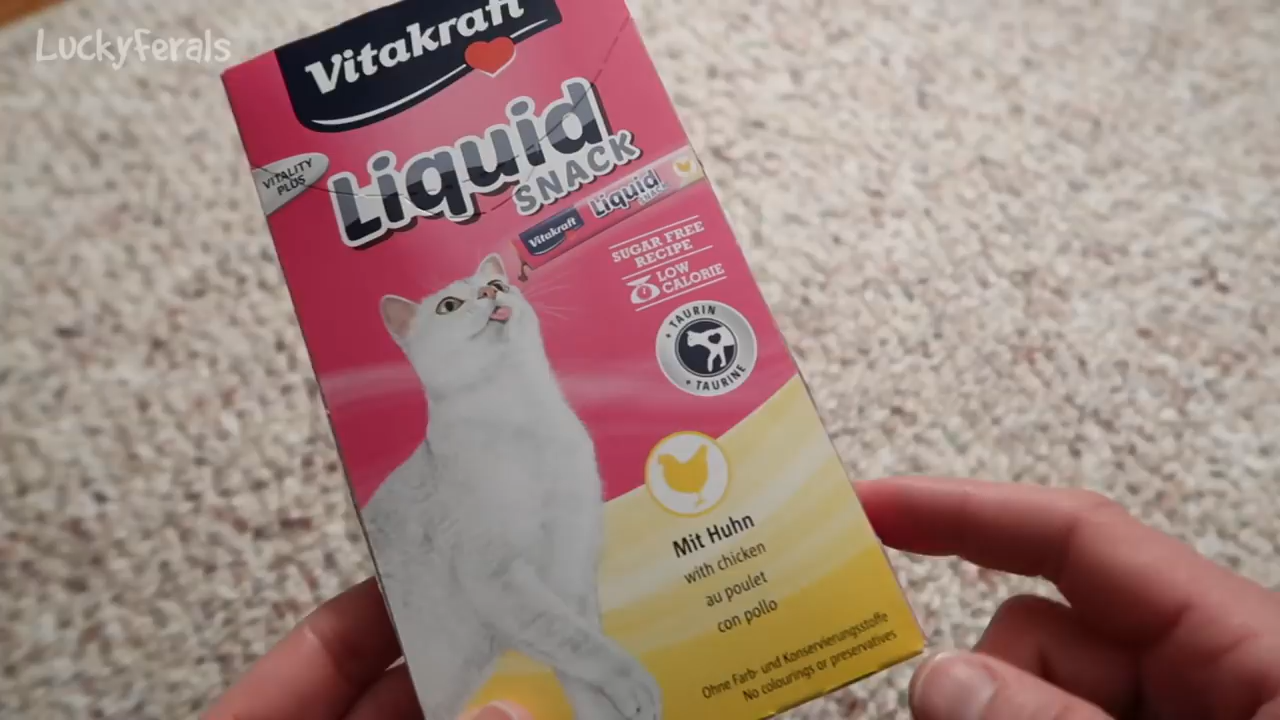 LuckyFerals
Vitakraft
Liquid
SNACK
VITALITY
PLUS
Vitakraft
Liquid
SNACK
SUGAR FREE
RECIPE
LOW
CALORIE
+ TAURIN
+ TAURINE
Mit Huhn
with chicken
au poulet
con pollo
Ohne Farb- und Konservierungsstoffe
No colourings or preservatives